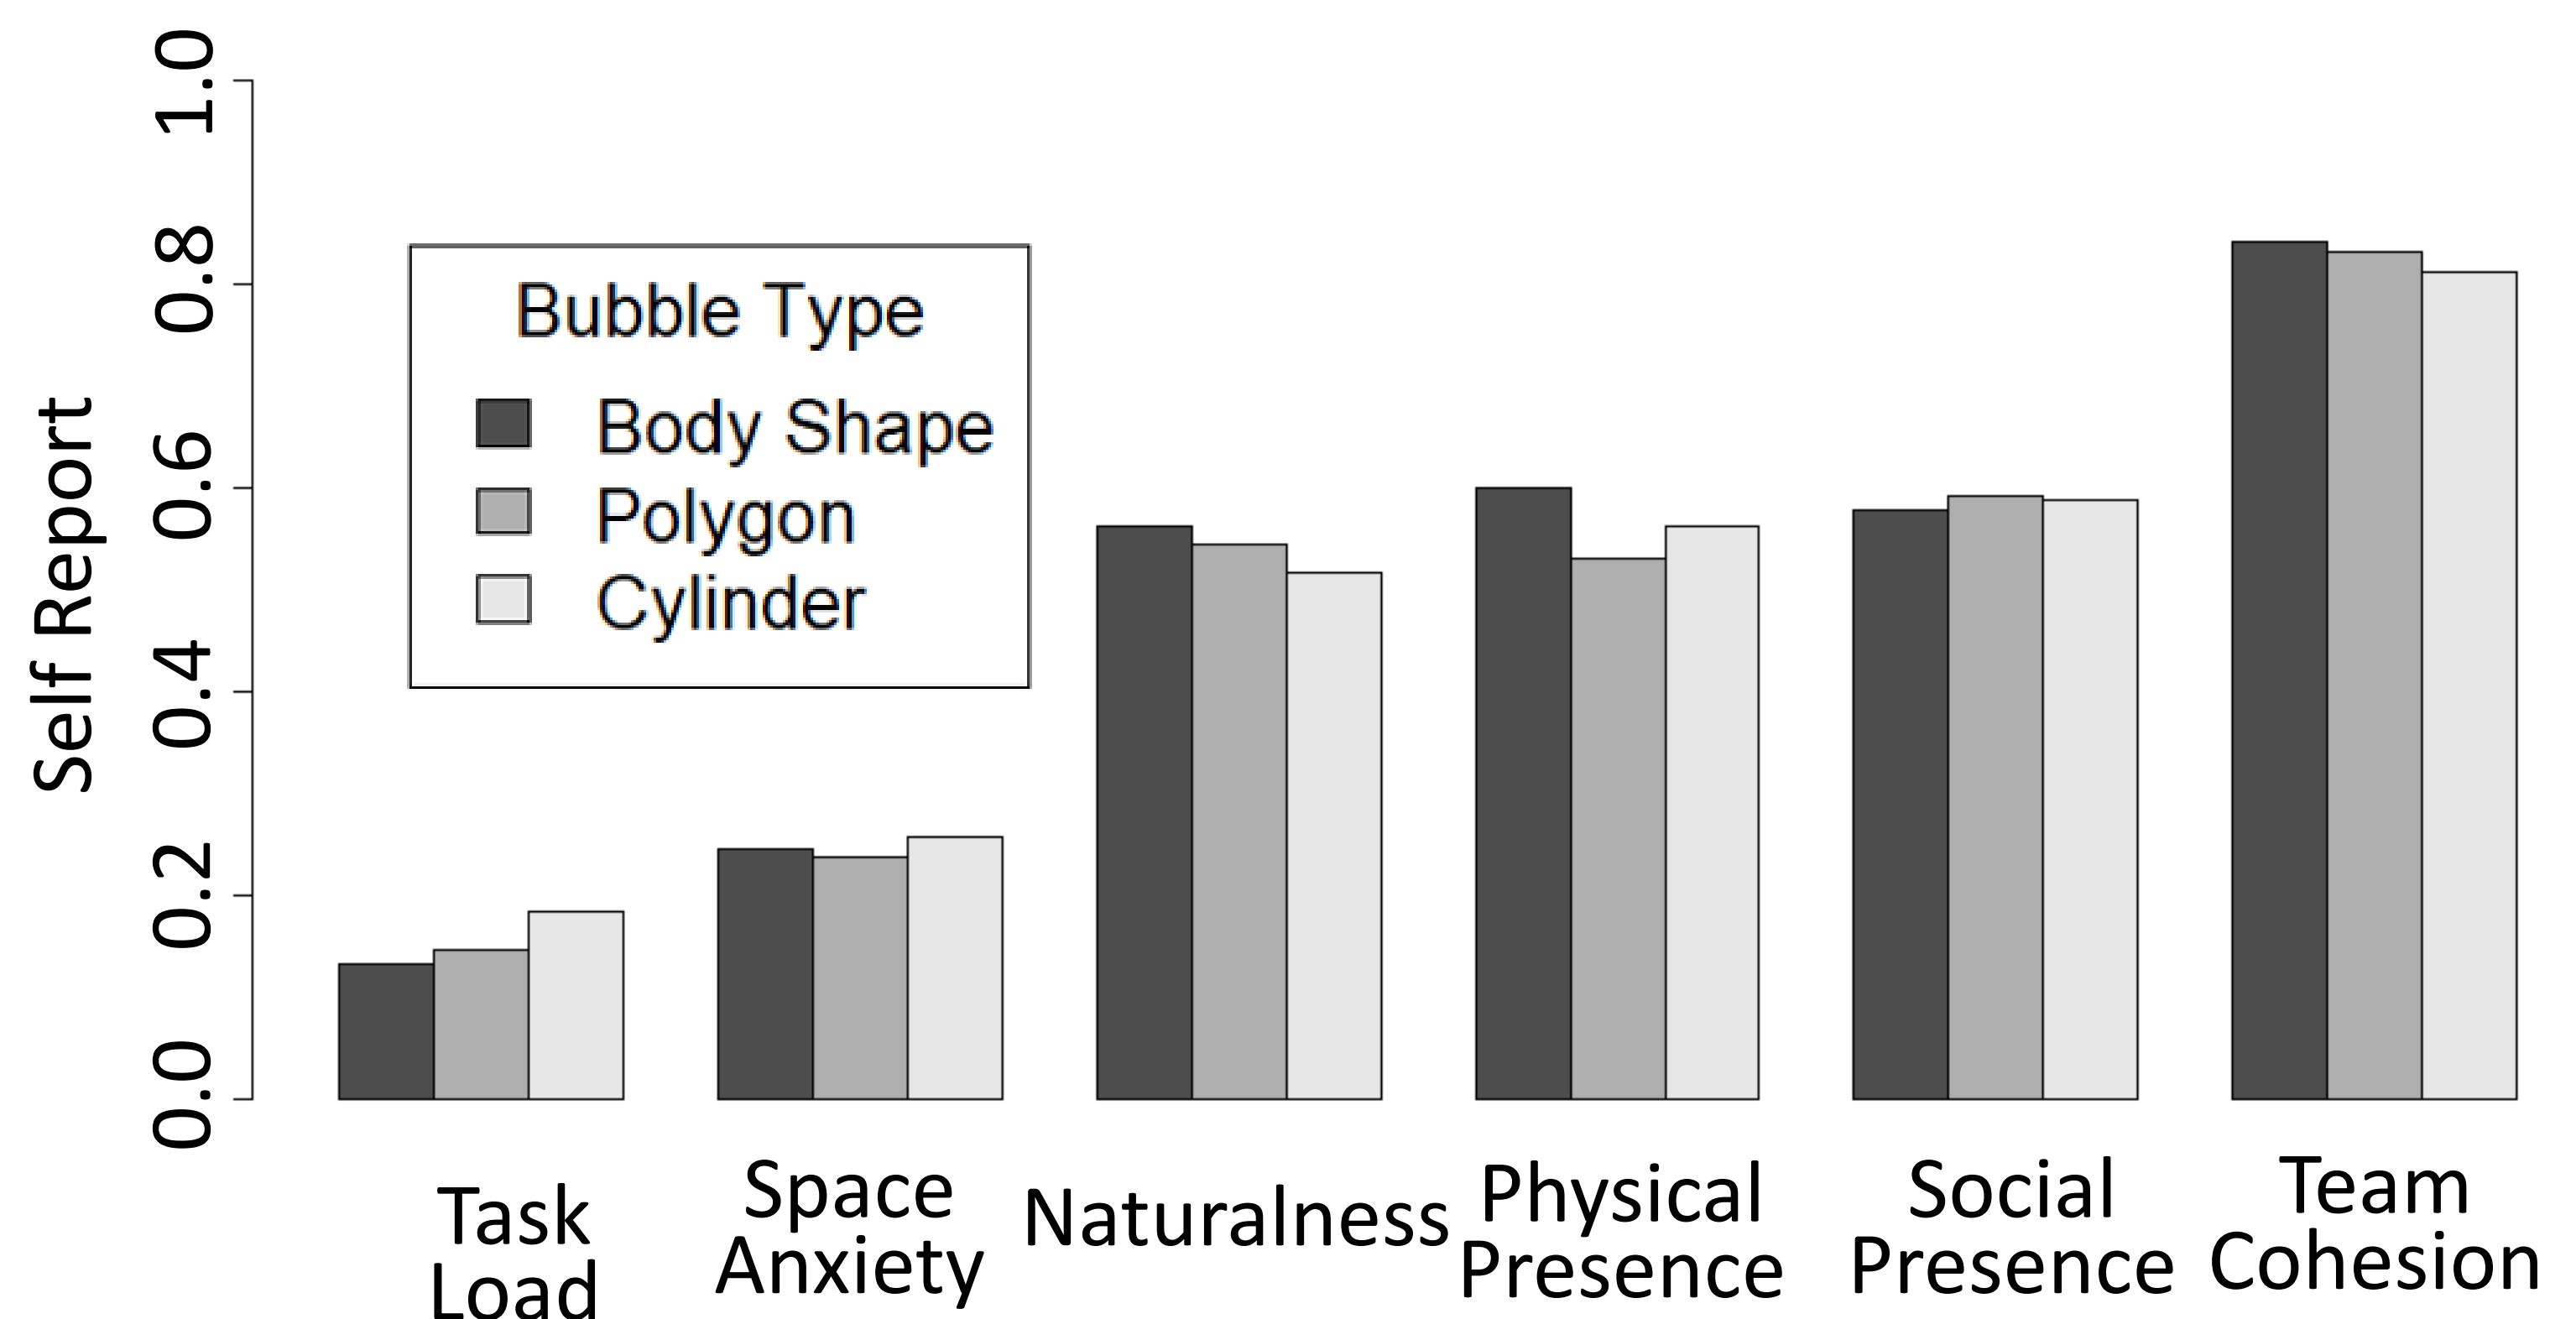 Self Report
1.0
0.8
0.6
0.4
0.2
0.0
Bubble Type
Body Shape
Polygon
Cylinder
Task
Load
Space
Anxiety
Naturalness
Physical
Presence
Social
Presence
Team
Cohesion